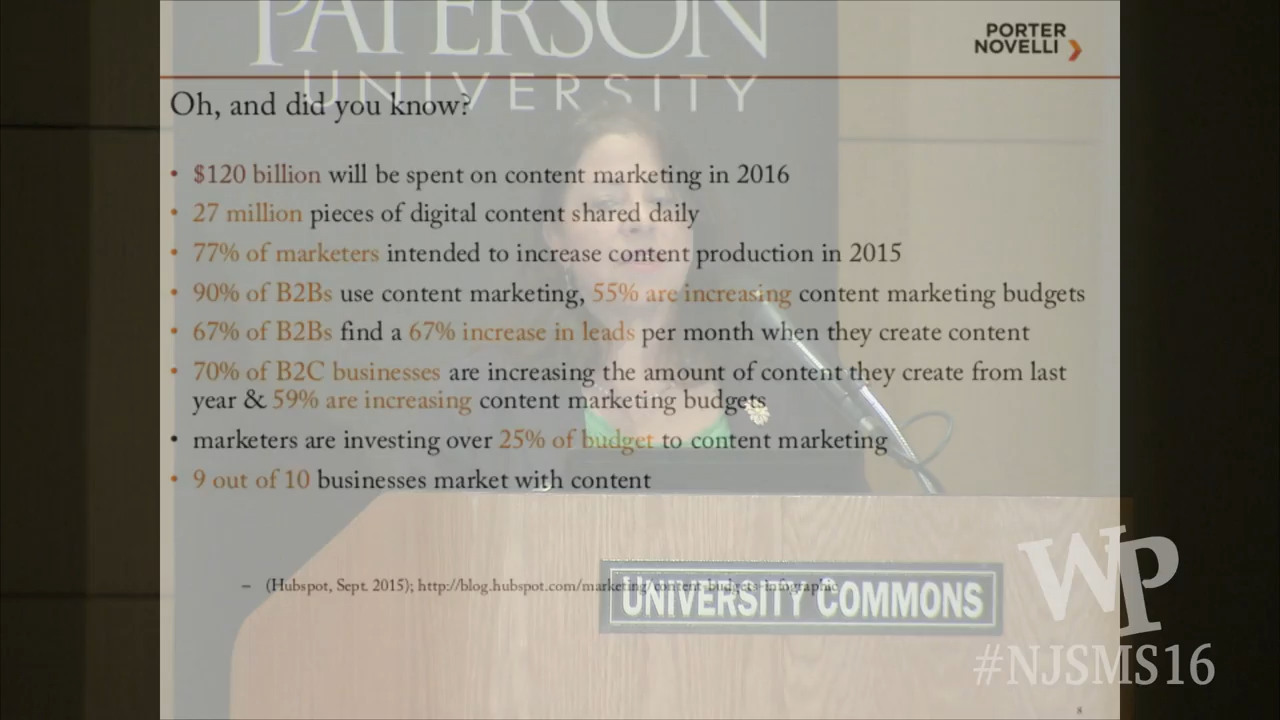 PATERSON
UNIVERSITY
PORTER
NOVELLI
Oh, and did you know?
• $120 billion will be spent on content marketing in 2016
• 27 million pieces of digital content shared daily
• 77% of marketers intended to increase content production in 2015
• 90% of B2Bs use content marketing, 55% are increasing content marketing budgets
• 67% of B2Bs find a 67% increase in leads per month when they create content
• 70% of B2C businesses are increasing the amount of content they create from last
year & 59% are increasing content marketing budgets
• marketers are investing over 25% of budget to content marketing
• 9 out of 10 businesses market with content
– (Hubspot, Sept. 2015); http://blog.hubspot.com/marketing/content-budgets-infographic
UNIVERSITY COMMONS
WP
#NJSMS16
8